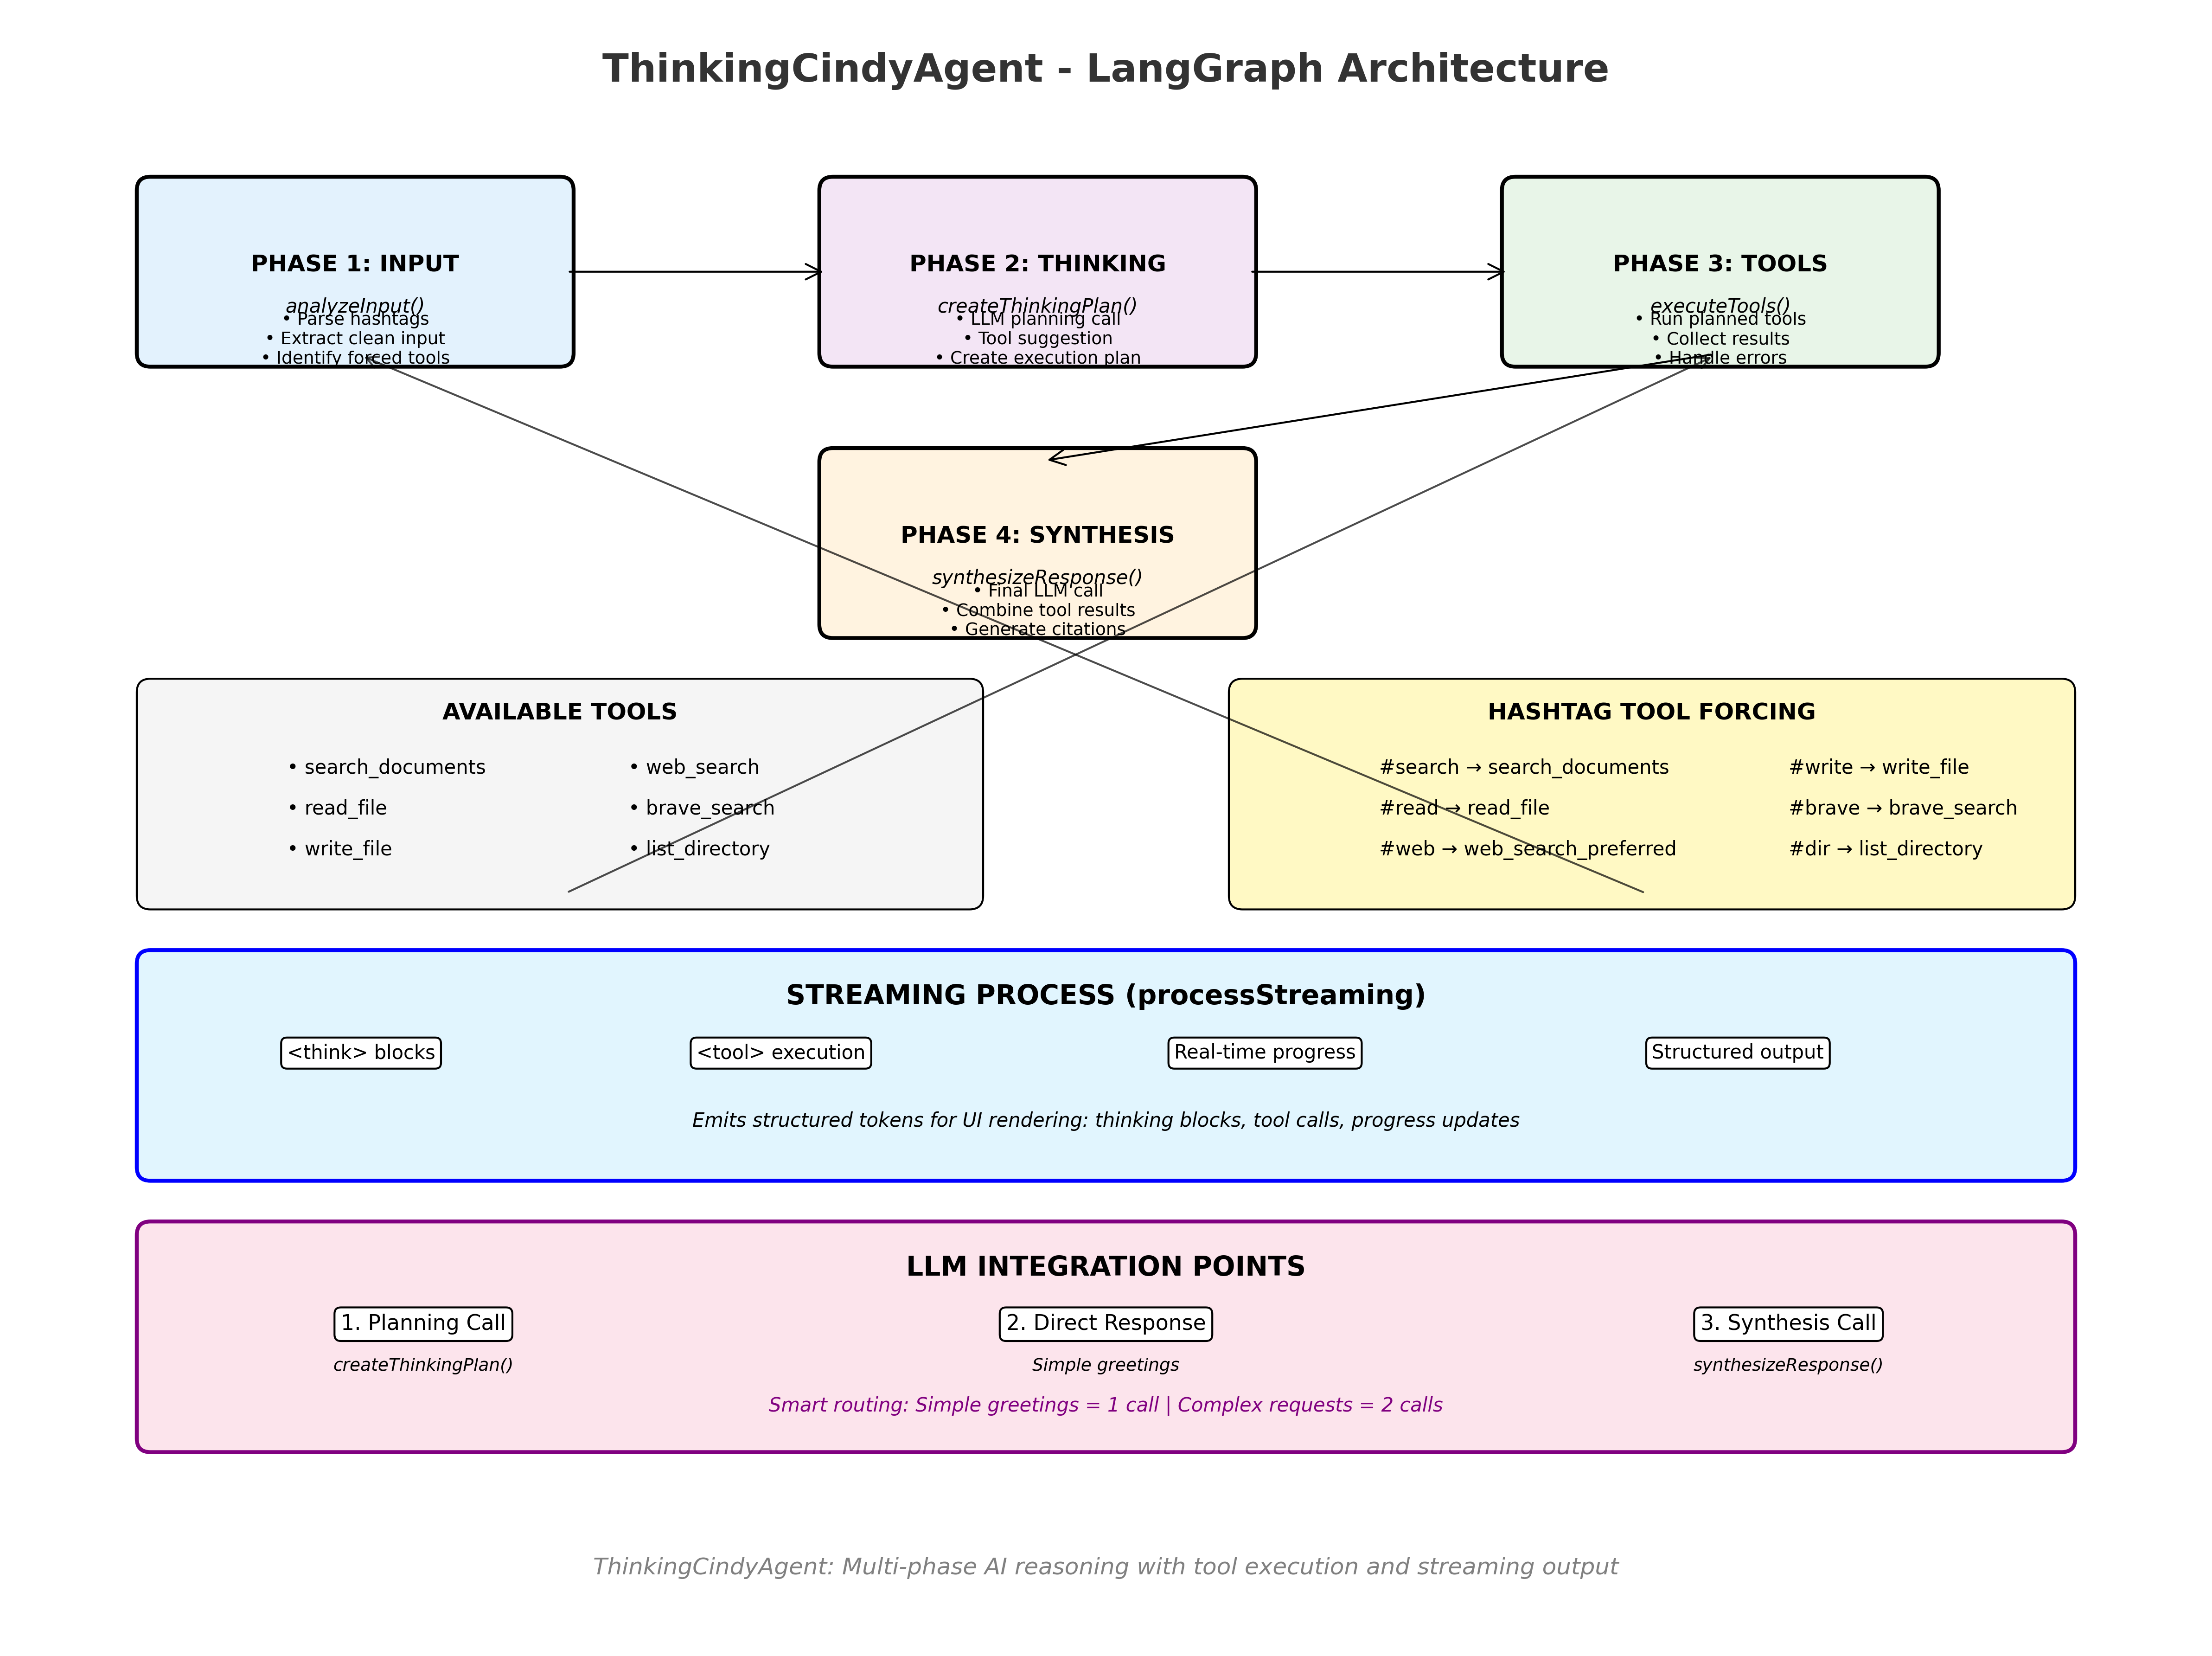 ThinkingCindyAgent - LangGraph Architecture
PHASE 1: INPUT
analyzeInput()
• Parse hashtags
• Extract clean input
• Identify forced tools
PHASE 2: THINKING
createThinkingPlan()
• LLM planning call
• Tool suggestion
• Create execution plan
PHASE 3: TOOLS
executeTools()
• Run planned tools
• Collect results
• Handle errors
PHASE 4: SYNTHESIS
synthesizeResponse()
• Final LLM call
• Combine tool results
• Generate citations
AVAILABLE TOOLS
• search_documents
• web_search
• read_file
• brave_search
• write_file
• list_directory
HASHTAG TOOL FORCING
#search → search_documents
#write → write_file
#read → read_file
#brave → brave_search
#web → web_search_preferred
#dir → list_directory
STREAMING PROCESS (processStreaming)
<think> blocks
<tool> execution
Real-time progress
Structured output
Emits structured tokens for UI rendering: thinking blocks, tool calls, progress updates
LLM INTEGRATION POINTS
1. Planning Call
2. Direct Response
3. Synthesis Call
createThinkingPlan()
Simple greetings
synthesizeResponse()
Smart routing: Simple greetings = 1 call | Complex requests = 2 calls
ThinkingCindyAgent: Multi-phase AI reasoning with tool execution and streaming output